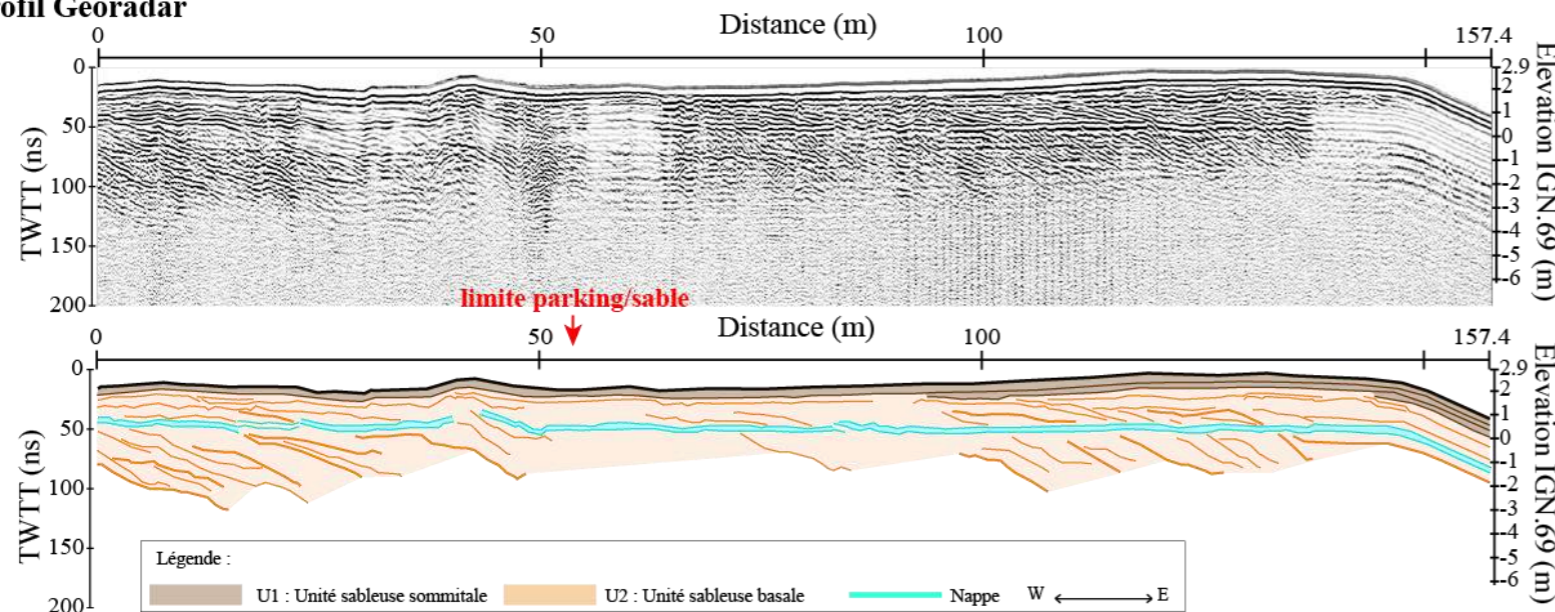 ofil Géoradar
Distance (m)
0 50 100 157.4
0
50
100
150
200
TWTT (ns)
2.9
2
1
0
-1
-2
-3
-4
-5
-6
Elevation IGN.69 (m)
limite parking/sable
Distance (m)
0 50 100 157.4
0
50
100
150
200
TWTT (ns)
2.9
2
1
0
-1
-2
-3
-4
-5
-6
Elevation IGN.69 (m)
Légende :
U1 : Unité sableuse sommitale U2 : Unité sableuse basale Nappe W E